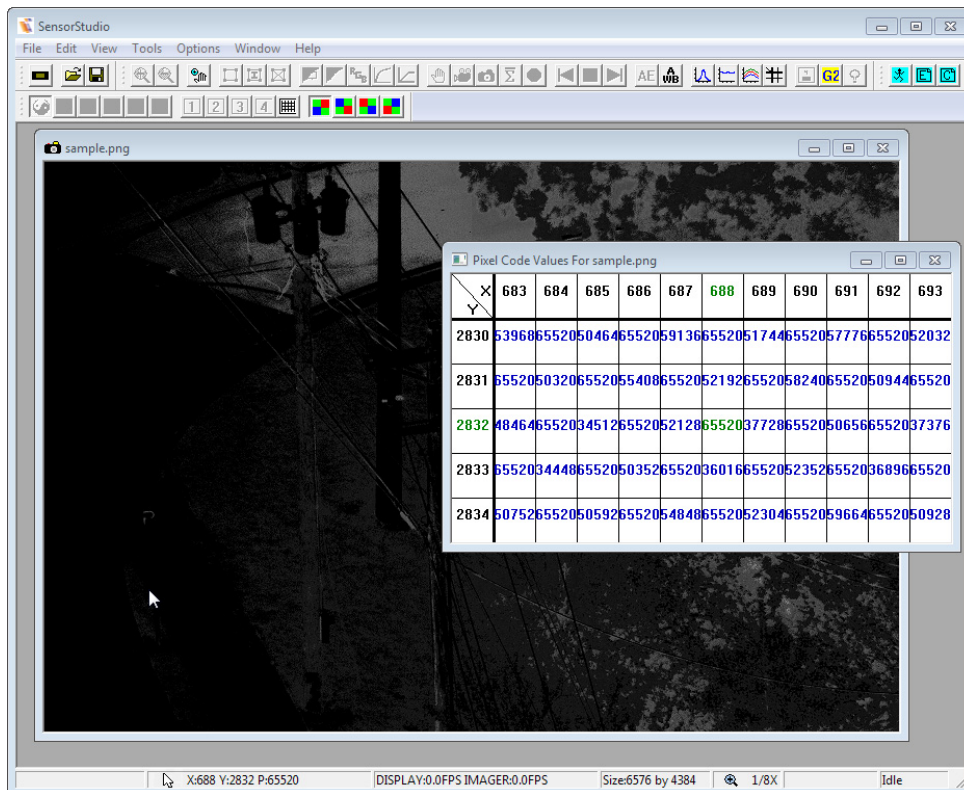 SensorStudio
File Edit View Tools Options Window Help
RGB AE AWB G2 E C
1 2 3 4
sample.png
Pixel Code Values For sample.png
X 683 684 685 686 687 688 689 690 691 692 693
Y
2830 53968 65520 50464 65520 59136 65520 51744 65520 57776 65520 52032
2831 65520 50320 65520 55408 65520 52192 65520 58240 65520 50944 65520
2832 48464 65520 34512 65520 52128 65520 37728 65520 50656 65520 37376
2833 65520 34448 65520 50352 65520 36016 65520 52352 65520 36896 65520
2834 50752 65520 50592 65520 54848 65520 52304 65520 59664 65520 50928
X:688 Y:2832 P:65520 DISPLAY:0.0FPS IMAGER:0.0FPS Size:6576 by 4384 1/8X Idle